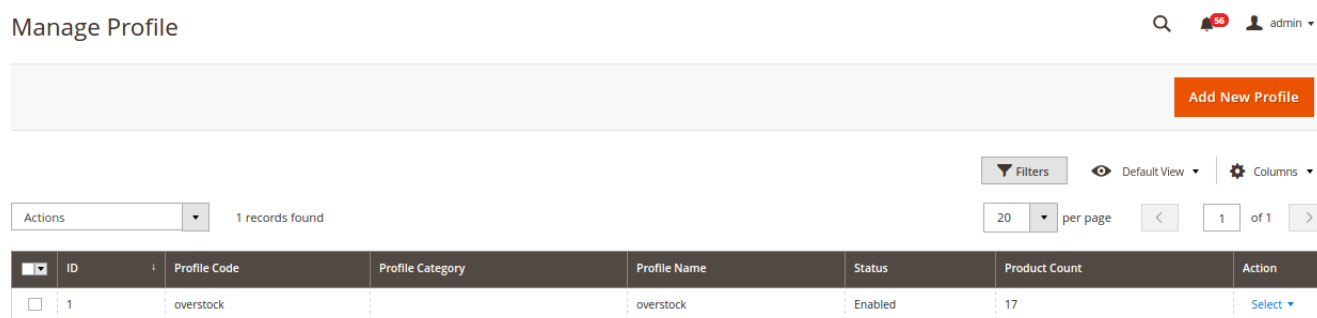 Manage Profile
56 admin
Add New Profile
Filters Default View Columns
Actions 1 records found 20 per page 1 of 1
ID Profile Code Profile Category Profile Name Status Product Count Action
1 overstock overstock Enabled 17 Select